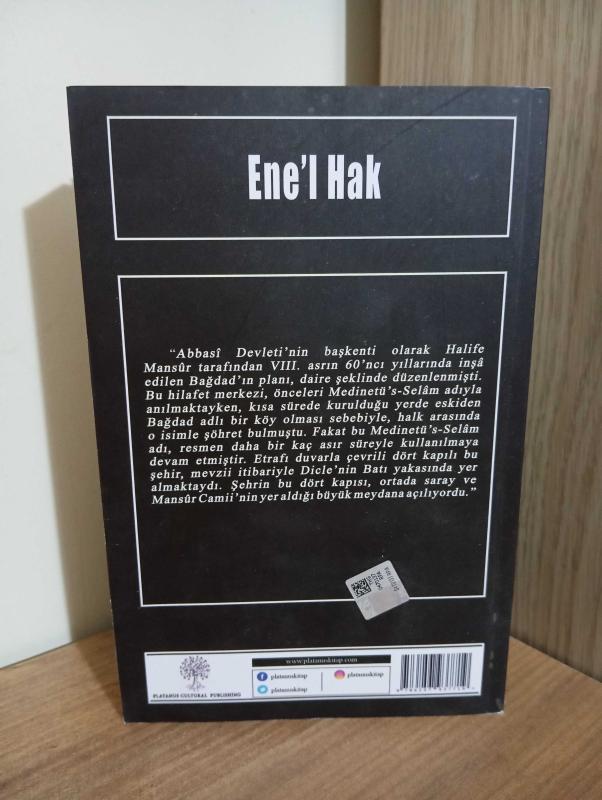 Ene'l Hak
"Abbasî Devleti'nin başkenti olarak Halife
Mansûr tarafından VIII. asrın 60'ncı yıllarında inşâ
edilen Bağdad'ın planı, daire şeklinde düzenlenmişti.
Bu hilafet merkezi, önceleri Medinetü's-Selâm adıyla
anılmaktayken, kısa sürede kurulduğu yerde eskiden
Bağdad adlı bir köy olması sebebiyle, halk arasında
o isimle şöhret bulmuştu. Fakat bu Medinetü's-Selâm
adı, resmen daha bir kaç asır süreyle kullanılmaya
devam etmiştir. Etrafı duvarla çevrili dört kapılı bu
şehir, mevzii itibariyle Dicle'nin Batı yakasında yer
almaktaydı. Şehrin bu dört kapısı, ortada saray ve
Mansûr Camii'nin yer aldığı büyük meydana açılıyordu."
www.platanuskitap.com
platanuskitap
platanuskitap
platanuskitap
PLATANUS CULTURAL PUBLISHING